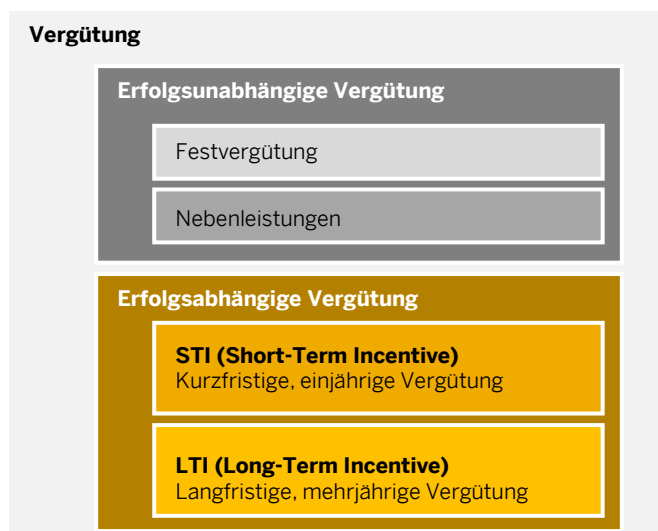 Vergütung
Erfolgsunabhängige Vergütung
Festvergütung
Nebenleistungen
Erfolgsabhängige Vergütung
STI (Short-Term Incentive)
Kurzfristige, einjährige Vergütung
LTI (Long-Term Incentive)
Langfristige, mehrjährige Vergütung